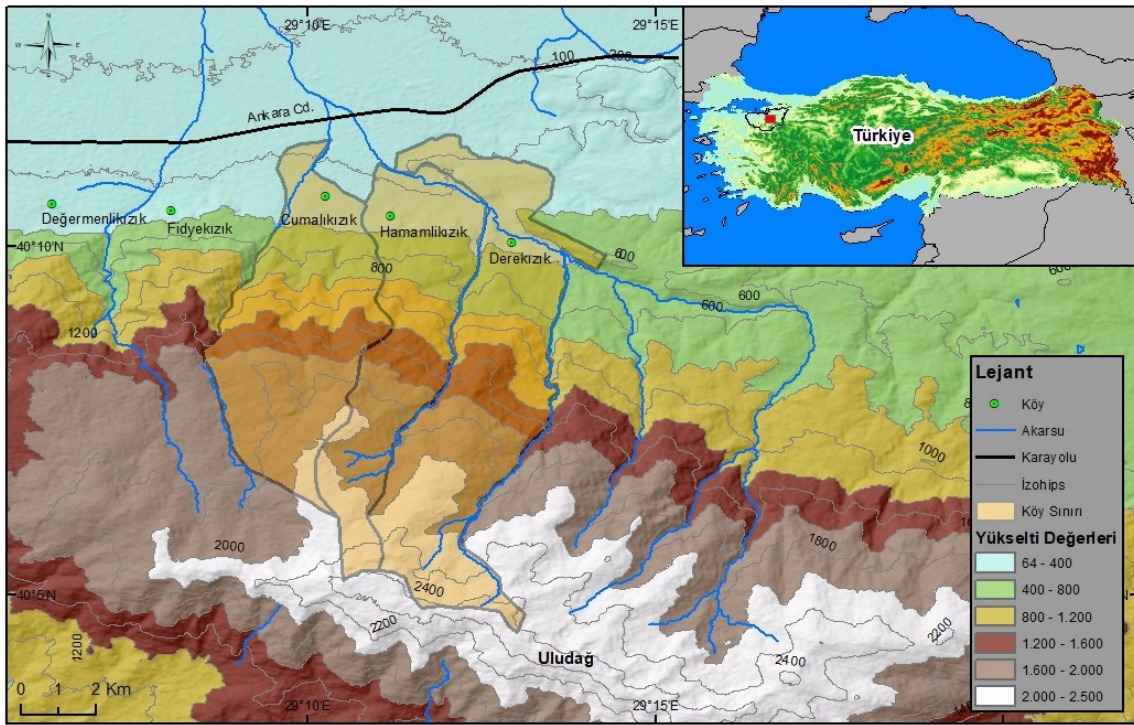 29°10'E
29°15'E
N
W
E
S
100
200
Ankara Cd.
Türkiye
Değermenlikızık
Fidyekızık
Cumalıkızık
Hamamlikızık
Derekızık
40°10'N
600
800
600
600
600
1200
Lejant
Köy
Akarsu
Karayolu
İzohips
Köy Sınırı
Yükselti Değerleri
64 - 400
400 - 800
800 - 1.200
1.200 - 1.600
1.600 - 2.000
2.000 - 2.500
1000
1800
2000
2400
40°5'N
2200
2200
1200
Uludağ
2400
0 1 2 Km
29°10'E
29°15'E